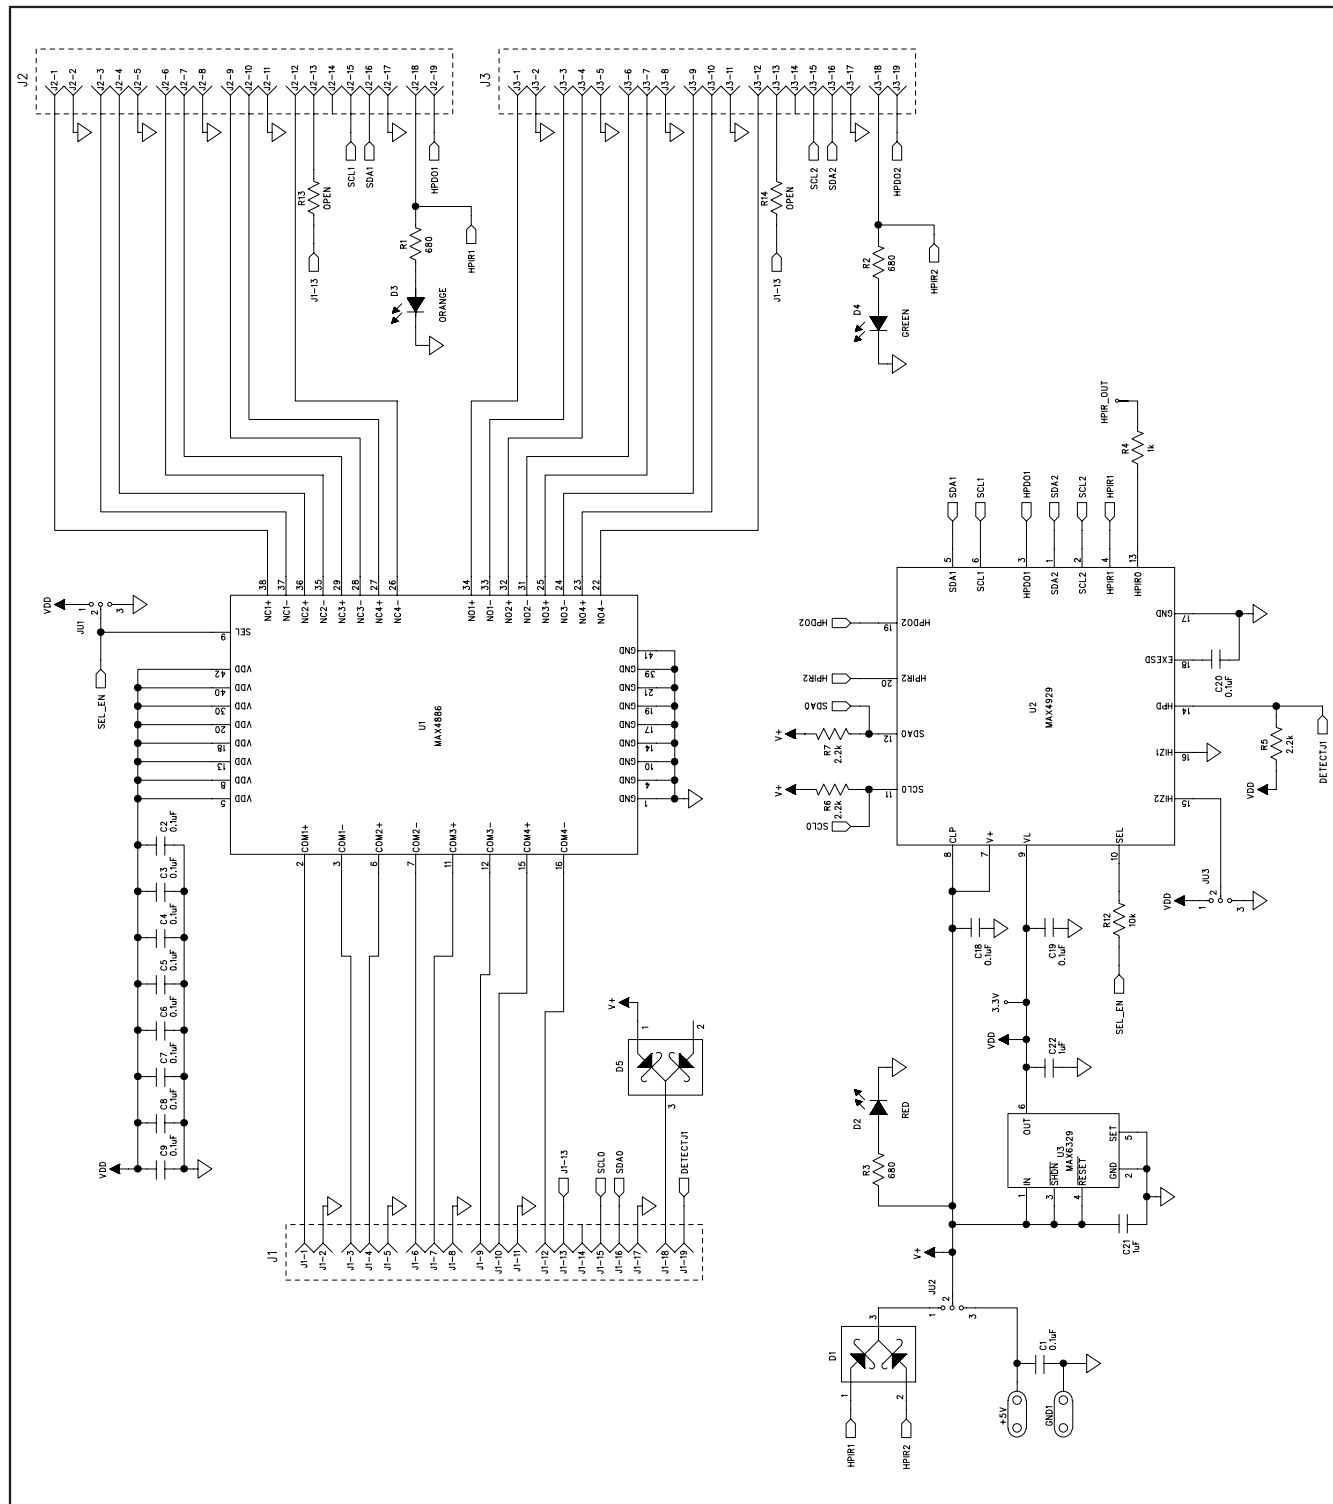 J2
J2-1
J2-2
J2-3
J2-4
J2-5
J2-6
J2-7
J2-8
J2-9
J2-10
J2-11
J2-12
J2-13
J2-14
J2-15
J2-16
J2-17
J2-18
J2-19
J3
J3-1
J3-2
J3-3
J3-4
J3-5
J3-6
J3-7
J3-8
J3-9
J3-10
J3-11
J3-12
J3-13
J3-14
J3-15
J3-16
J3-17
J3-18
J3-19
R13
OPEN
J1-13
SCL1
SDA1
HPDO1
R1
680
HPIR1
D3
ORANGE
R14
OPEN
J1-13
SCL2
SDA2
HPDO2
R2
680
HPIR2
D4
GREEN
VDD
JU1
1
2
3
SEL_EN
9
SEL
38
NC1+
37
NC1-
36
NC2+
35
NC2-
29
NC3+
28
NC3-
27
NC4+
26
NC4-
34
NO1+
33
NO1-
32
NO2+
31
NO2-
25
NO3+
24
NO3-
23
NO4+
22
NO4-
42
VDD
40
VDD
30
VDD
20
VDD
18
VDD
13
VDD
8
VDD
5
VDD
U1
MAX4886
GND
41
GND
39
GND
21
GND
19
GND
17
GND
14
GND
10
GND
4
GND
1
COM1+
2
COM1-
3
COM2+
6
COM2-
7
COM3+
11
COM3-
12
COM4+
15
COM4-
16
C2
0.1uF
C3
0.1uF
C4
0.1uF
C5
0.1uF
C6
0.1uF
C7
0.1uF
C8
0.1uF
C9
0.1uF
VDD
V+
D5
1
2
3
J1
J1-1
J1-2
J1-3
J1-4
J1-5
J1-6
J1-7
J1-8
J1-9
J1-10
J1-11
J1-12
J1-13
J1-14
J1-15
J1-16
J1-17
J1-18
J1-19
J1-13
SCL0
SDA0
DETECTJ1
HPIR_OUT
R4
1k
SDA1
SCL1
HPDO1
SDA2
SCL2
HPIR1
5
SDA1
6
SCL1
3
HPDO1
1
SDA2
2
SCL2
4
HPIR1
13
HPIRO
HPDO2
19
HPDO2
HPIR2
20
HPIR2
SDA0
12
SDA0
V+
R7
2.2k
11
SCL0
V+
R6
2.2k
SCL0
U2
MAX4929
GND
17
EXESD
18
C20
0.1uF
HPD
14
HIZ1
16
HIZ2
15
R5
2.2k
VDD
DETECTJ1
CLP
8
V+
7
VL
9
SEL
10
R12
10k
SEL_EN
VDD
JU3
1
2
3
C18
0.1uF
C19
0.1uF
3.3V
VDD
C22
1uF
D2
RED
R3
680
OUT
6
U3
MAX6329
IN
1
SHDN
3
RESET
4
SET
5
GND
2
C21
1uF
V+
JU2
1
2
3
D1
3
1
2
HPIR1
HPIR2
C1
0.1uF
+5V
GND1